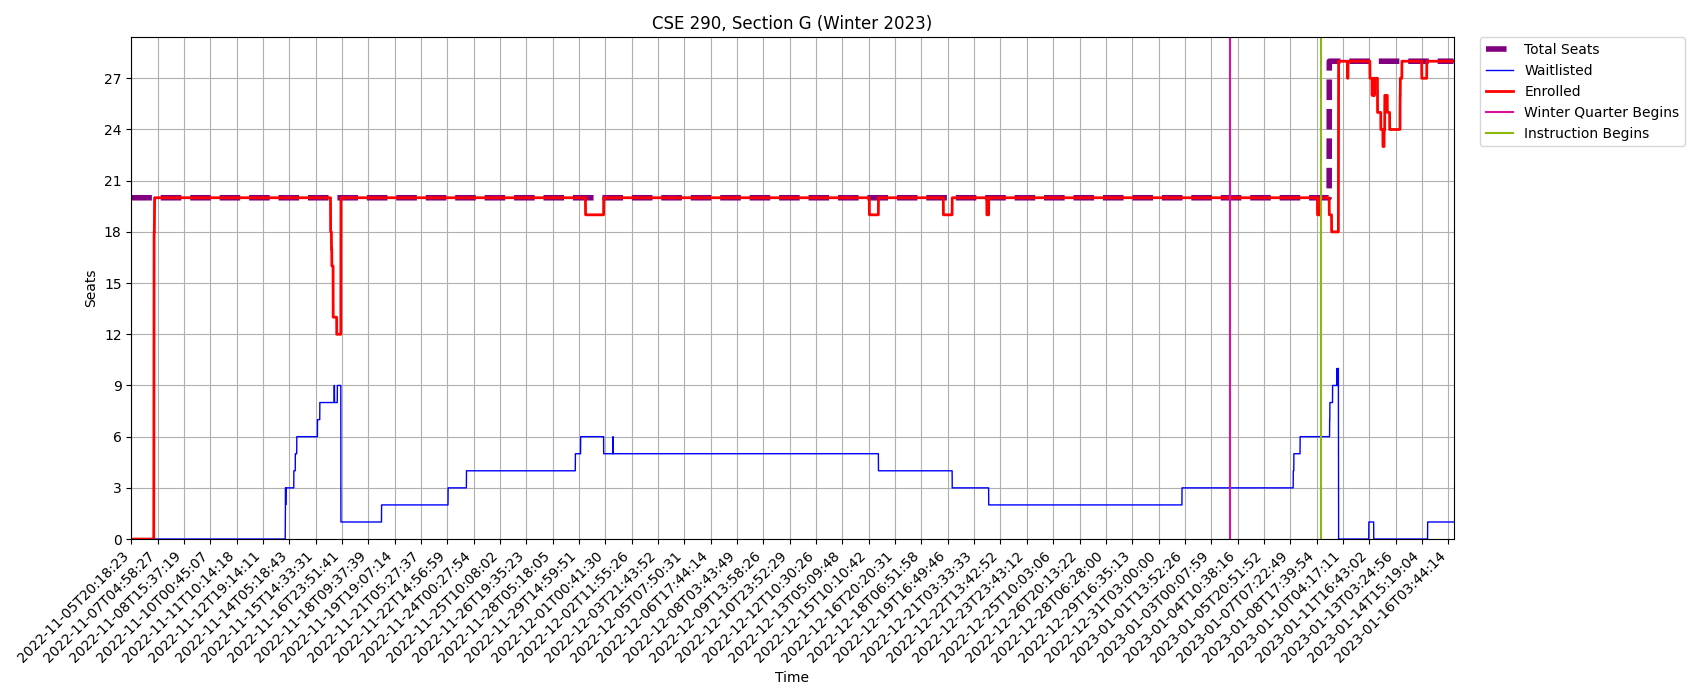 CSE 290, Section G (Winter 2023)
Total Seats
Waitlisted
Enrolled
Winter Quarter Begins
Instruction Begins
Seats
27
24
21
18
15
12
9
6
3
0
2022-11-05T20:18:23
2022-11-07T04:58:27
2022-11-08T15:37:19
2022-11-10T00:45:07
2022-11-11T10:14:18
2022-11-12T19:14:11
2022-11-14T05:18:43
2022-11-15T14:33:31
2022-11-16T23:51:41
2022-11-18T09:37:39
2022-11-19T19:07:14
2022-11-21T05:27:37
2022-11-22T14:56:59
2022-11-24T00:27:54
2022-11-25T10:08:02
2022-11-26T19:35:23
2022-11-28T05:18:05
2022-11-29T14:59:51
2022-12-01T00:41:30
2022-12-02T11:55:26
2022-12-03T21:43:52
2022-12-05T07:50:31
2022-12-06T17:44:14
2022-12-08T03:43:49
2022-12-09T13:58:26
2022-12-10T23:52:29
2022-12-12T10:30:26
2022-12-13T15:09:48
2022-12-15T10:10:42
2022-12-16T20:20:31
2022-12-18T06:51:58
2022-12-19T16:49:46
2022-12-21T03:33:33
2022-12-22T13:42:52
2022-12-23T23:43:12
2022-12-25T10:03:06
2022-12-26T20:13:22
2022-12-28T06:28:00
2022-12-29T16:35:13
2022-12-31T03:00:00
2023-01-01T13:52:26
2023-01-03T00:07:59
2023-01-04T10:38:16
2023-01-05T20:51:52
2023-01-07T07:22:49
2023-01-08T17:39:54
2023-01-10T04:17:11
2023-01-11T16:43:02
2023-01-13T03:24:56
2023-01-14T15:19:04
2023-01-16T03:44:14
Time